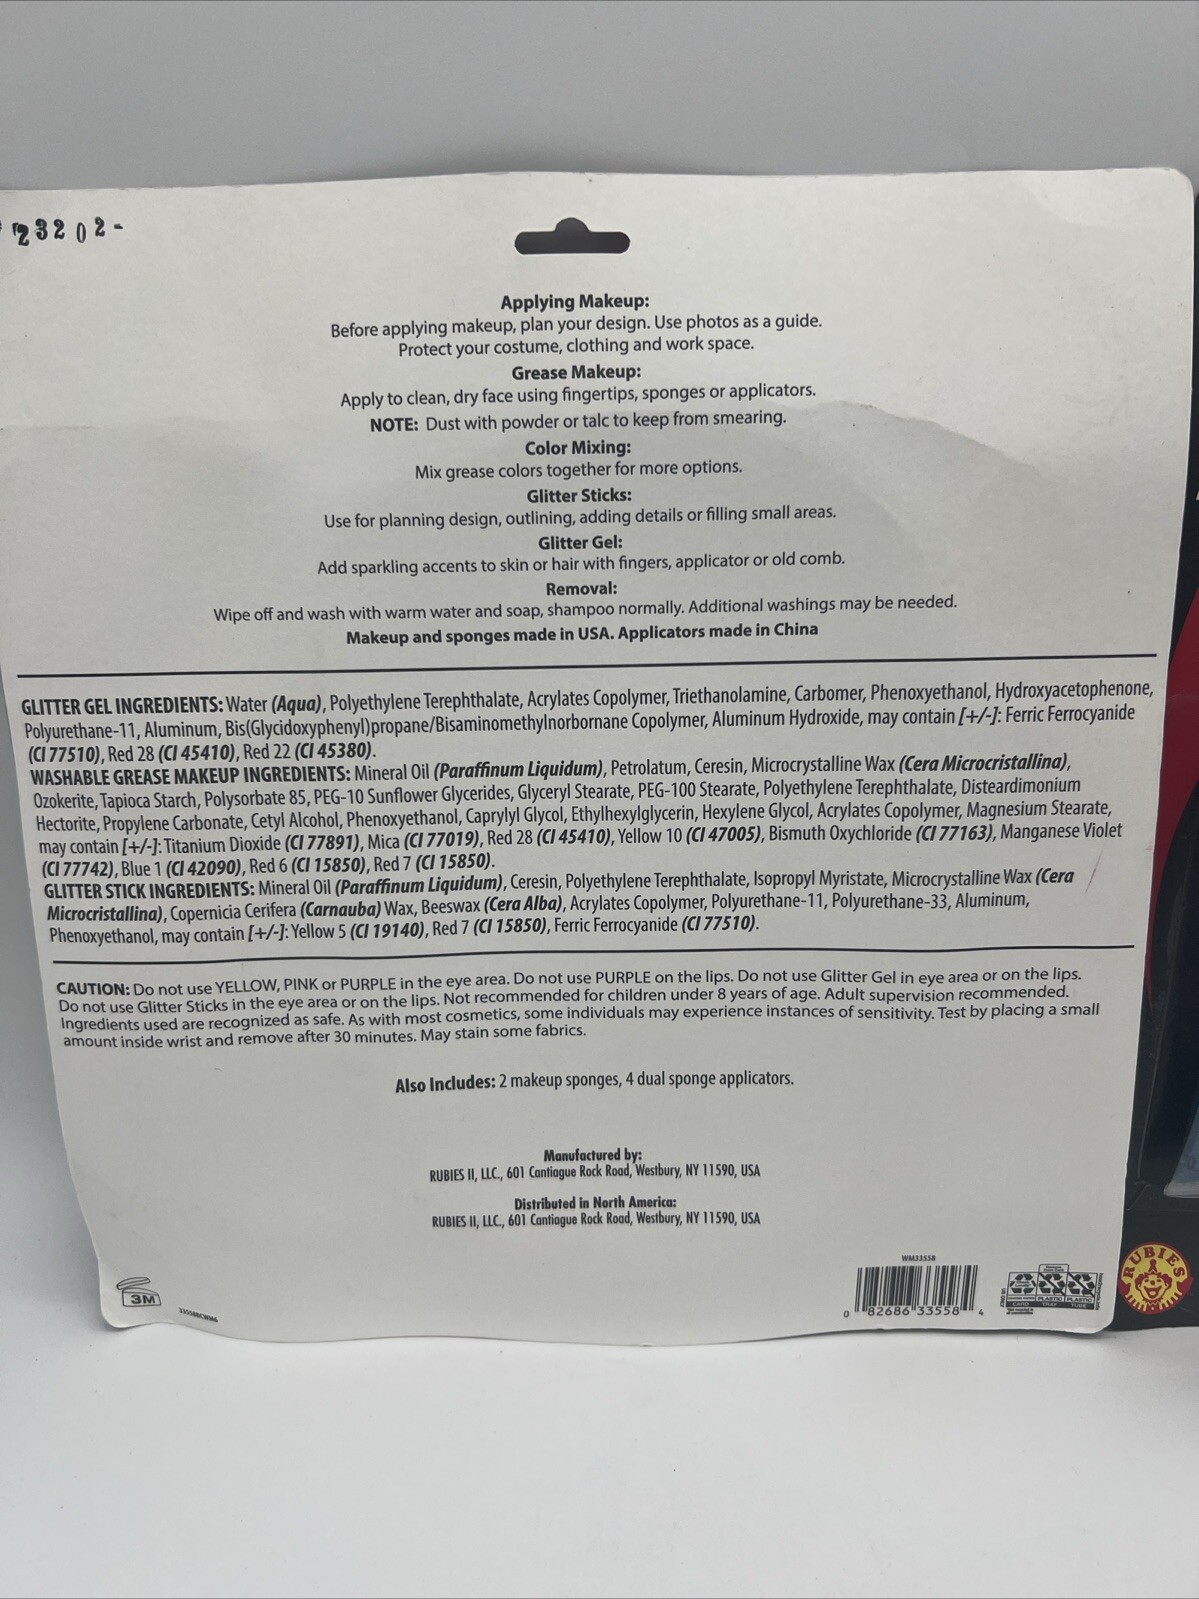 23202-
Applying Makeup:
Before applying makeup, plan your design. Use photos as a guide.
Protect your costume, clothing and work space.
Grease Makeup:
Apply to clean, dry face using fingertips, sponges or applicators.
NOTE: Dust with powder or talc to keep from smearing.
Color Mixing:
Mix grease colors together for more options.
Glitter Sticks:
Use for planning design, outlining, adding details or filling small areas.
Glitter Gel:
Add sparkling accents to skin or hair with fingers, applicator or old comb.
Removal:
Wipe off and wash with warm water and soap, shampoo normally. Additional washings may be needed.
Makeup and sponges made in USA. Applicators made in China
GLITTER GEL INGREDIENTS: Water (Aqua), Polyethylene Terephthalate, Acrylates Copolymer, Triethanolamine, Carbomer, Phenoxyethanol, Hydroxyacetophenone,
Polyurethane-11, Aluminum, Bis(Glycidoxyphenyl)propane/Bisaminomethylnorbornane Copolymer, Aluminum Hydroxide, may contain [+/-]: Ferric Ferrocyanide
(CI 77510), Red 28 (CI 45410), Red 22 (CI 45380).
WASHABLE GREASE MAKEUP INGREDIENTS: Mineral Oil (Paraffinum Liquidum), Petrolatum, Ceresin, Microcrystalline Wax (Cera Microcristallina),
Ozokerite, Tapioca Starch, Polysorbate 85, PEG-10 Sunflower Glycerides, Glyceryl Stearate, PEG-100 Stearate, Polyethylene Terephthalate, Disteardimonium
Hectorite, Propylene Carbonate, Cetyl Alcohol, Phenoxyethanol, Caprylyl Glycol, Ethylhexylglycerin, Hexylene Glycol, Acrylates Copolymer, Magnesium Stearate,
may contain [+/-]: Titanium Dioxide (CI 77891), Mica (CI 77019), Red 28 (CI 45410), Yellow 10 (CI 47005), Bismuth Oxychloride (CI 77163), Manganese Violet
(CI 77742), Blue 1 (CI 42090), Red 6 (CI 15850), Red 7 (CI 15850).
GLITTER STICK INGREDIENTS: Mineral Oil (Paraffinum Liquidum), Ceresin, Polyethylene Terephthalate, Isopropyl Myristate, Microcrystalline Wax (Cera
Microcristallina), Copernicia Cerifera (Carnauba) Wax, Beeswax (Cera Alba), Acrylates Copolymer, Polyurethane-11, Polyurethane-33, Aluminum,
Phenoxyethanol, may contain [+/-]: Yellow 5 (CI 19140), Red 7 (CI 15850), Ferric Ferrocyanide (CI 77510).
CAUTION: Do not use YELLOW, PINK or PURPLE in the eye area. Do not use PURPLE on the lips. Do not use Glitter Gel in eye area or on the lips.
Do not use Glitter Sticks in the eye area or on the lips. Not recommended for children under 8 years of age. Adult supervision recommended.
Ingredients used are recognized as safe. As with most cosmetics, some individuals may experience instances of sensitivity. Test by placing a small
amount inside wrist and remove after 30 minutes. May stain some fabrics.
Also Includes: 2 makeup sponges, 4 dual sponge applicators.
Manufactured by:
RUBIES II, LLC., 601 Cantiague Rock Road, Westbury, NY 11590, USA
Distributed in North America:
RUBIES II, LLC., 601 Cantiague Rock Road, Westbury, NY 11590, USA
3M
WM33558
0 82686 33558 4
CARD PLASTIC TRAY PLASTIC TUBE
RUBIES